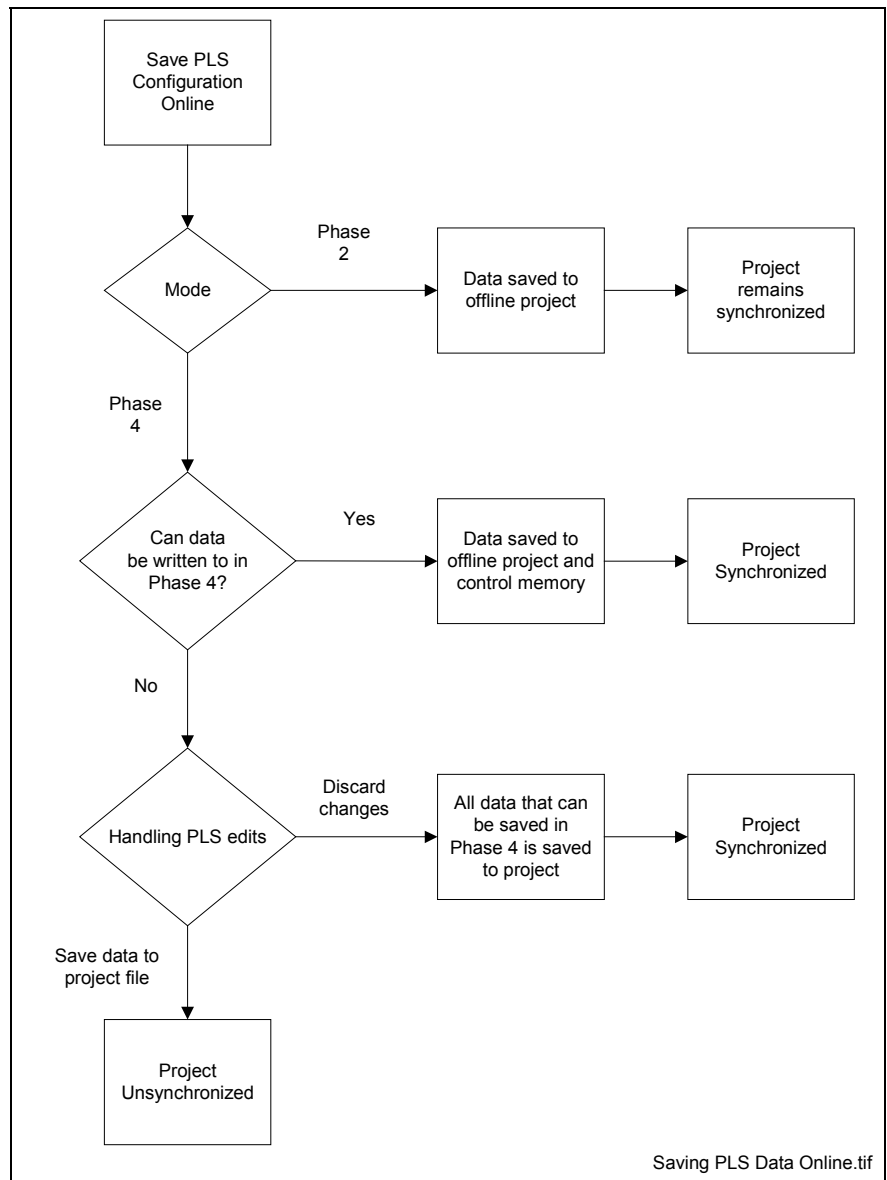 Save PLS
Configuration
Online
Mode
Phase
2
Data saved to
offline project
Project
remains
synchronized
Phase
4
Can data
be written to in
Phase 4?
Yes
Data saved to
offline project and
control memory
Project
Synchronized
No
Handling PLS edits
Discard
changes
All data that can
be saved in
Phase 4 is saved
to project
Project
Synchronized
Save data to
project file
Project
Unsynchronized
Saving PLS Data Online.tif